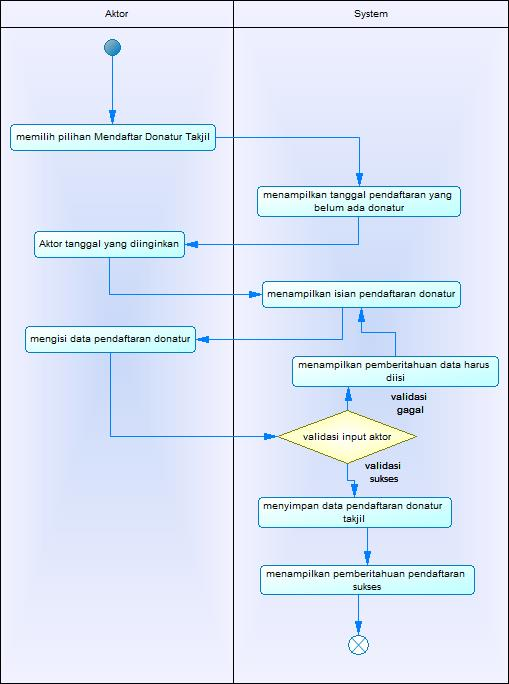 Aktor
System
memilih pilihan Mendaftar Donatur Takjil
menampilkan tanggal pendaftaran yang
belum ada donatur
Aktor tanggal yang diinginkan
menampilkan isian pendaftaran donatur
mengisi data pendaftaran donatur
menampilkan pemberitahuan data harus
diisi
validasi
gagal
validasi input aktor
validasi
sukses
menyimpan data pendaftaran donatur
takjil
menampilkan pemberitahuan pendaftaran
sukses